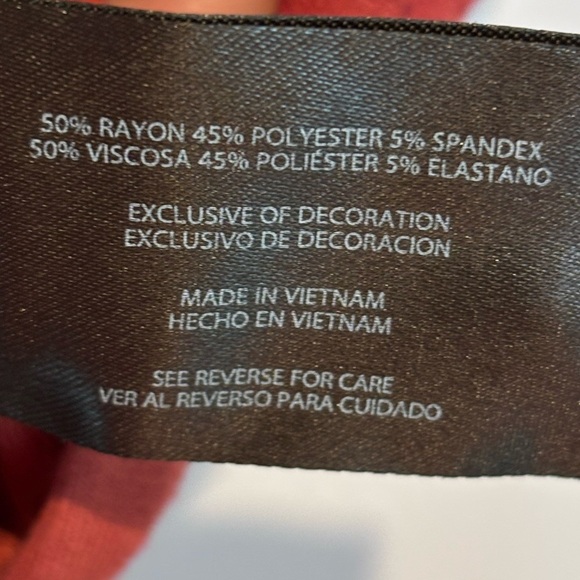 50% RAYON 45% POLYESTER 5% SPANDEX
50% VISCOSA 45% POLIÉSTER 5% ELASTANO
EXCLUSIVE OF DECORATION
EXCLUSIVO DE DECORACION
MADE IN VIETNAM
HECHO EN VIETNAM
SEE REVERSE FOR CARE
VER AL REVERSO PARA CUIDADO